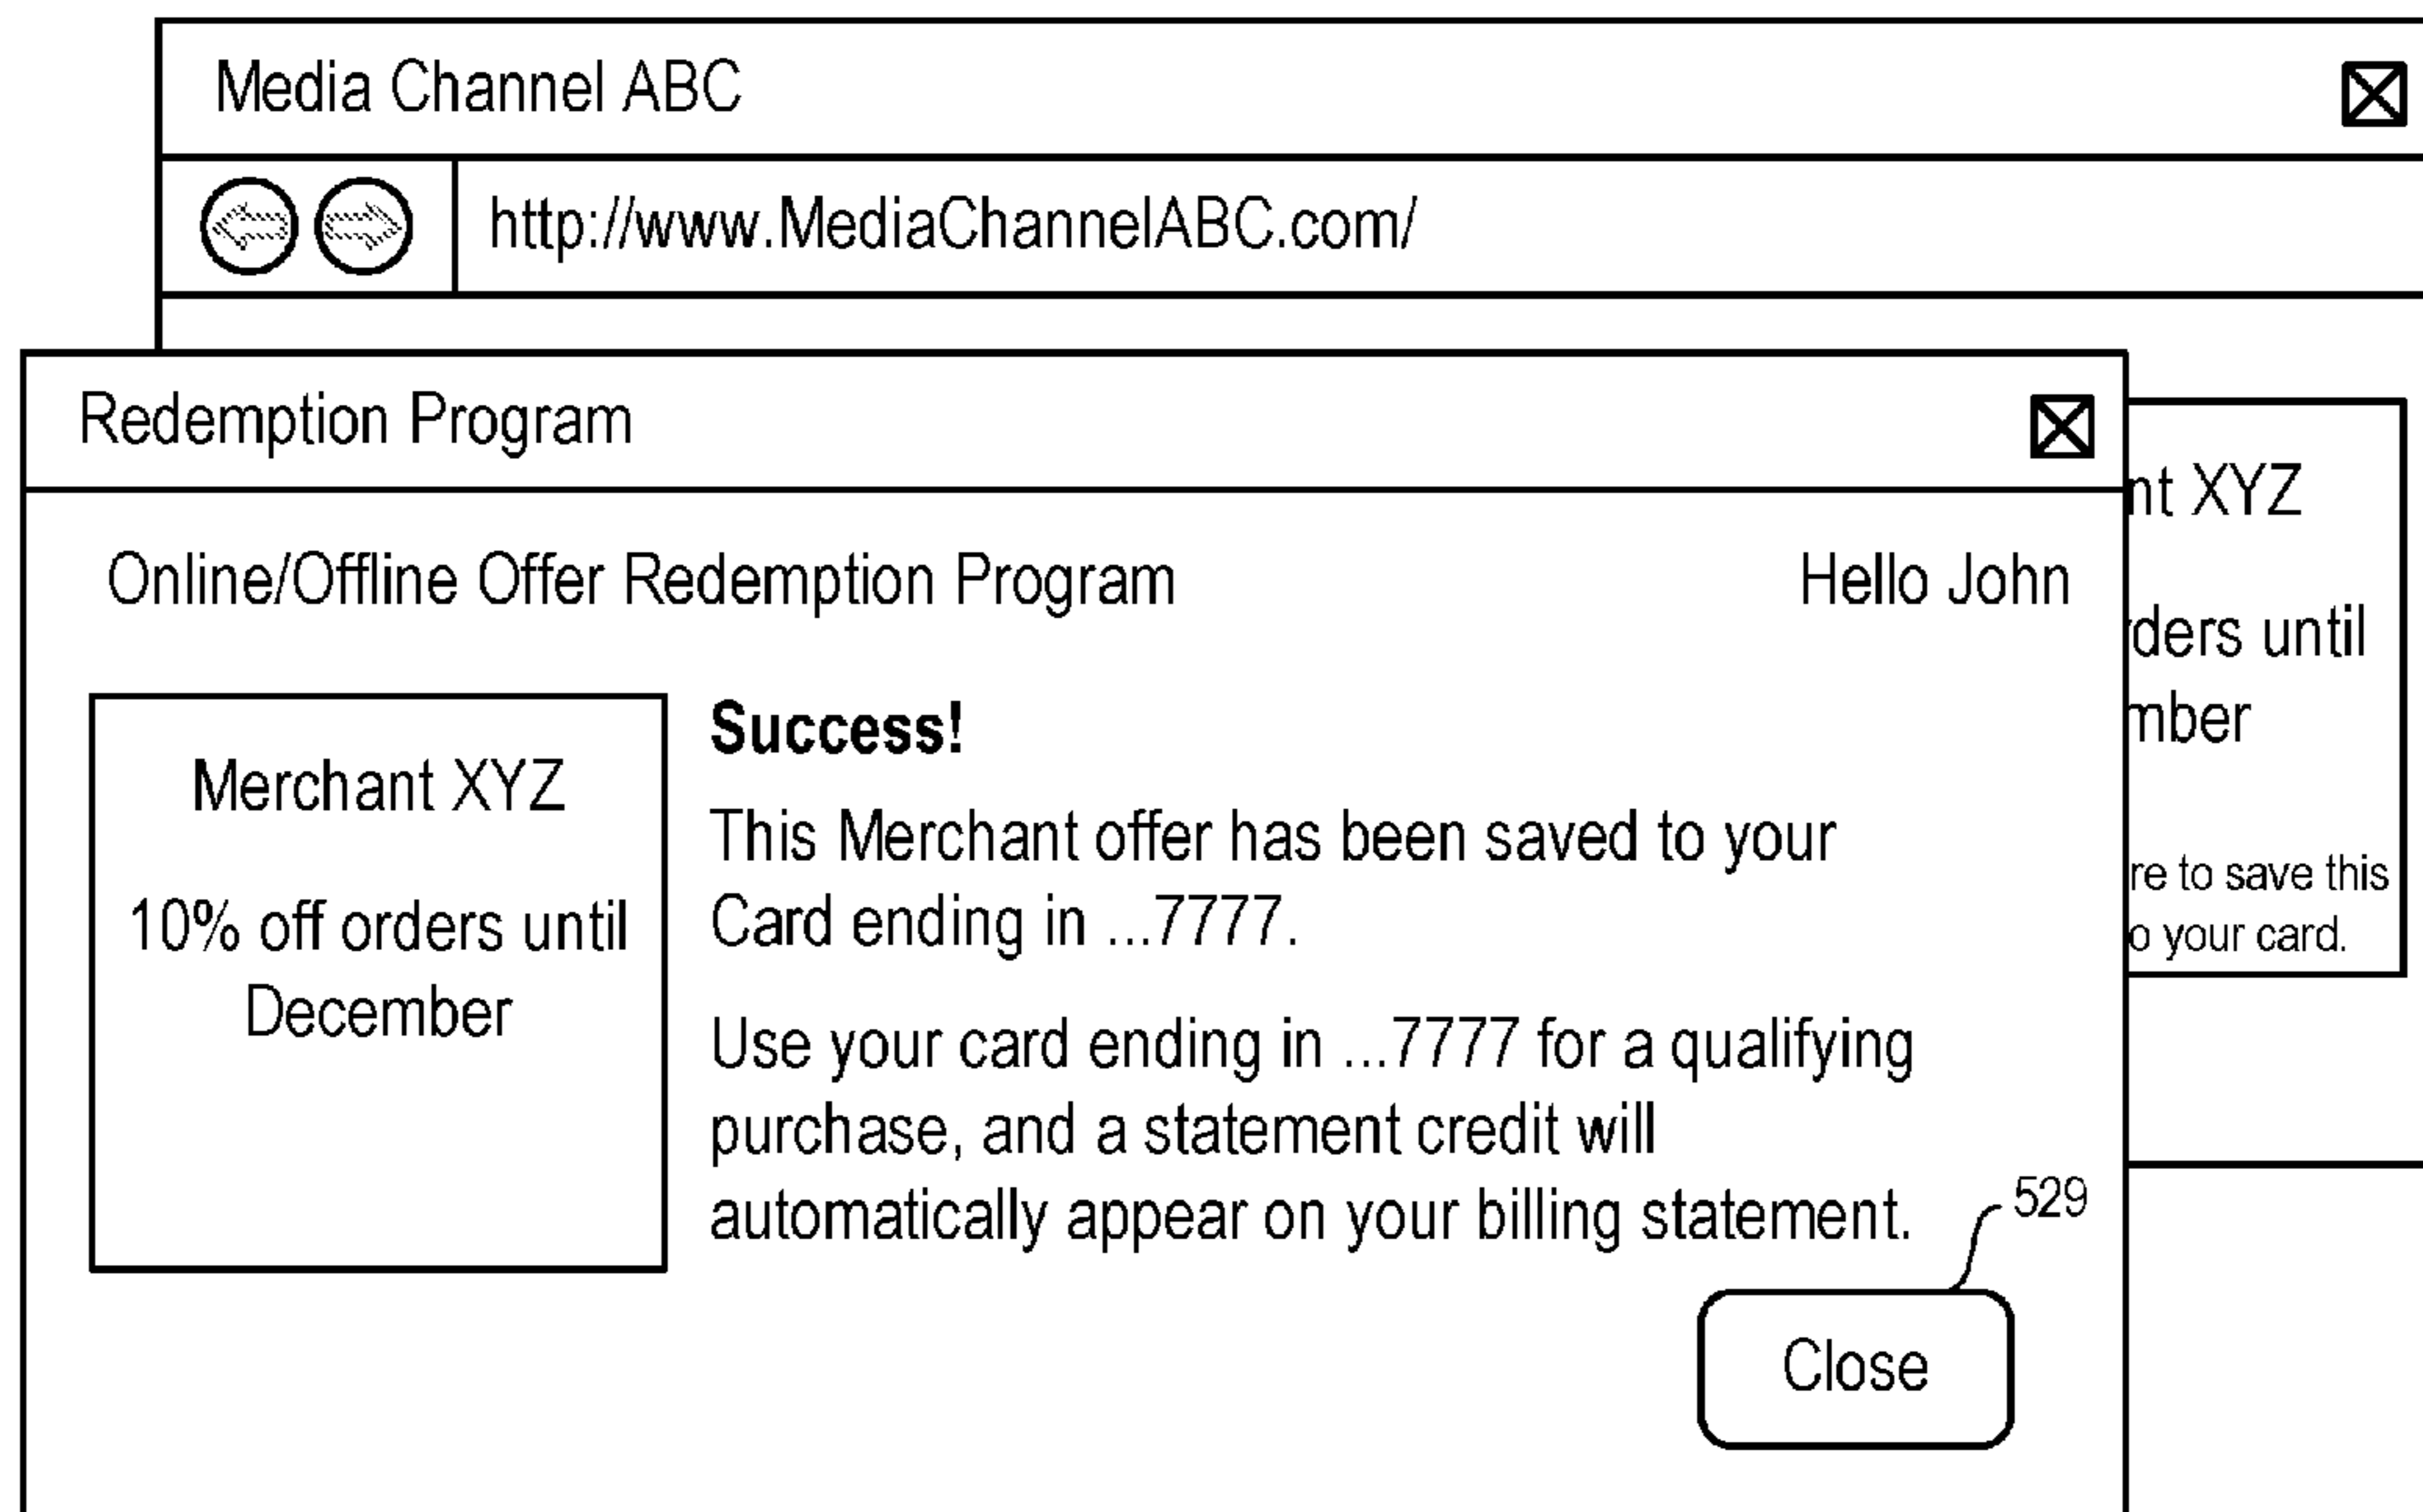 Media Channel ABC
http://www.MediaChannelABC.com/
Redemption Program
Online/Offline Offer Redemption Program
Hello John
Merchant XYZ
10% off orders until
December
Success!
This Merchant offer has been saved to your
Card ending in ...7777.
Use your card ending in ...7777 for a qualifying
purchase, and a statement credit will
automatically appear on your billing statement.
529
Close
nt XYZ
ders until
mber
re to save this
o your card.